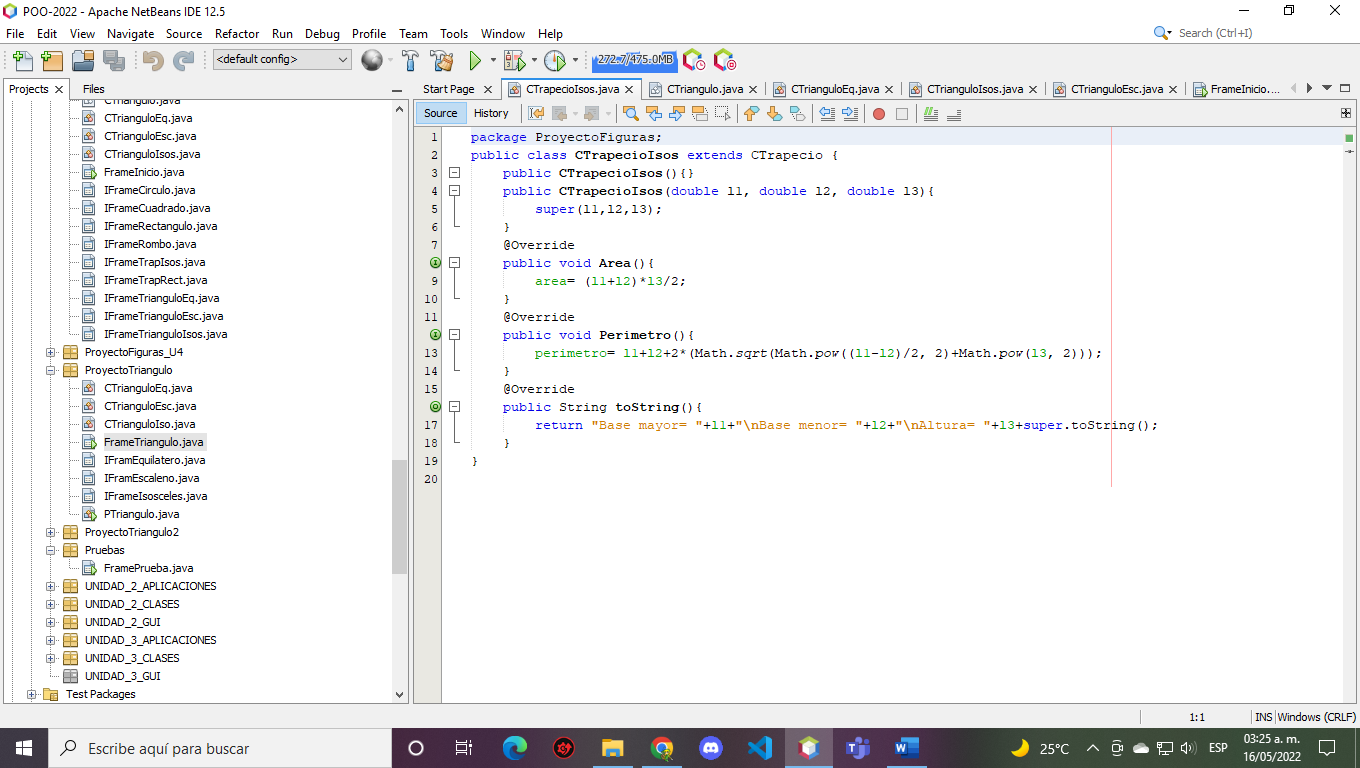 POO-2022 - Apache NetBeans IDE 12.5
File Edit View Navigate Source Refactor Run Debug Profile Team Tools Window Help
Search (Ctrl+I)
<default config>
272.7/475.0MB
Projects
Files
Start Page
CTrapecioIsos.java
CTriangulo.java
CTrianguloEq.java
CTrianguloIsos.java
CTrianguloEsc.java
FrameInicio....
CTriangulo.java
CTrianguloEq.java
CTrianguloEsc.java
CTrianguloIsos.java
FrameInicio.java
IFrameCirculo.java
IFrameCuadrado.java
IFrameRectangulo.java
IFrameRombo.java
IFrameTrapIsos.java
IFrameTrapRect.java
IFrameTrianguloEq.java
IFrameTrianguloEsc.java
IFrameTrianguloIsos.java
ProyectoFiguras_U4
ProyectoTriangulo
CTrianguloEq.java
CTrianguloEsc.java
CTrianguloIso.java
FrameTriangulo.java
IFramEquilatero.java
IFramEscaleno.java
IFrameIsosceles.java
PTriangulo.java
ProyectoTriangulo2
Pruebas
FramePrueba.java
UNIDAD_2_APLICACIONES
UNIDAD_2_CLASES
UNIDAD_2_GUI
UNIDAD_3_APLICACIONES
UNIDAD_3_CLASES
UNIDAD_3_GUI
Test Packages
Source History
1 package ProyectoFiguras;
2 public class CTrapecioIsos extends CTrapecio {
3 public CTrapecioIsos(){}
4 public CTrapecioIsos(double l1, double l2, double l3){
5 super(l1,l2,l3);
6 }
7 @Override
public void Area(){
9 area= (l1+l2)*l3/2;
10 }
11 @Override
public void Perimetro(){
13 perimetro= l1+l2+2*(Math.sqrt(Math.pow((l1-l2)/2, 2)+Math.pow(l3, 2)));
14 }
15 @Override
public String toString(){
17 return "Base mayor= "+l1+"\nBase menor= "+l2+"\nAltura= "+l3+super.toString();
18 }
19 }
20
1:1
INS
Windows (CRLF)
Escribe aquí para buscar
25°C
ESP
03:25 a. m.
16/05/2022